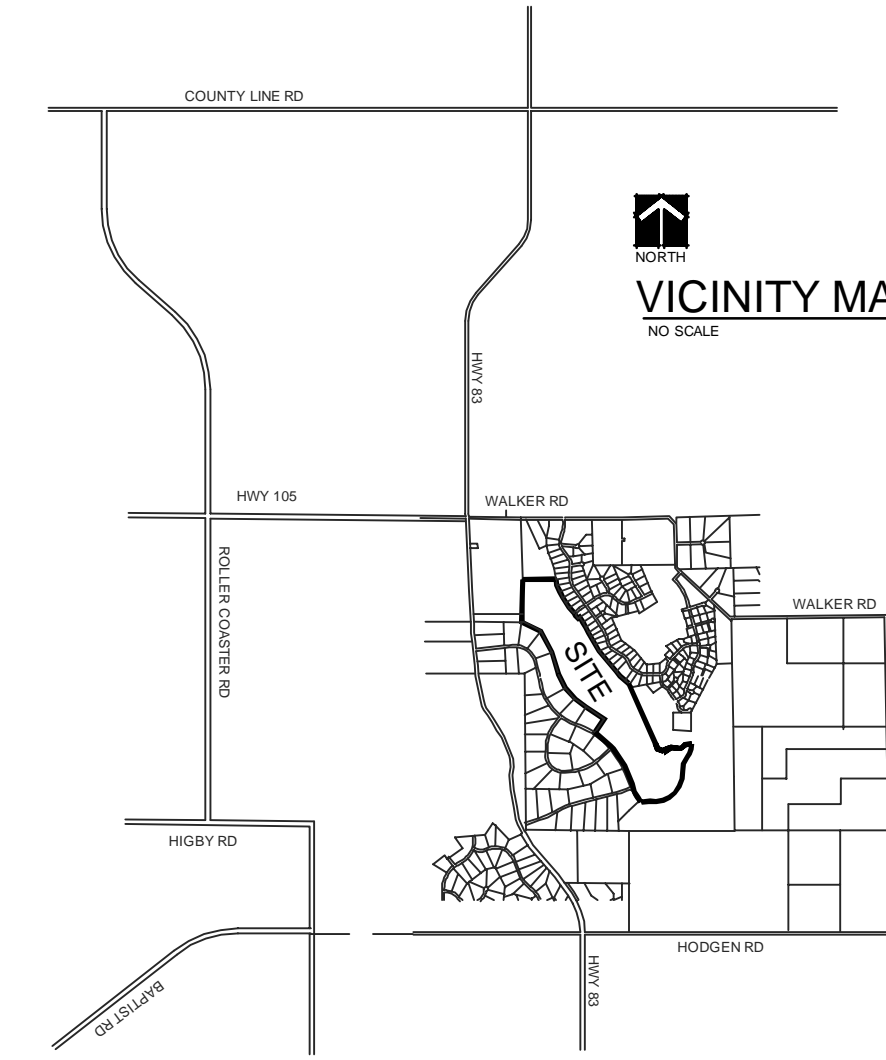 COUNTY LINE RD
NORTH
VICINITY MA
NO SCALE
HWY 83
HWY 105
WALKER RD
ROLLER COASTER RD
WALKER RD
SITE
HIGBY RD
HODGEN RD
HWY 83
BAPTIST RD